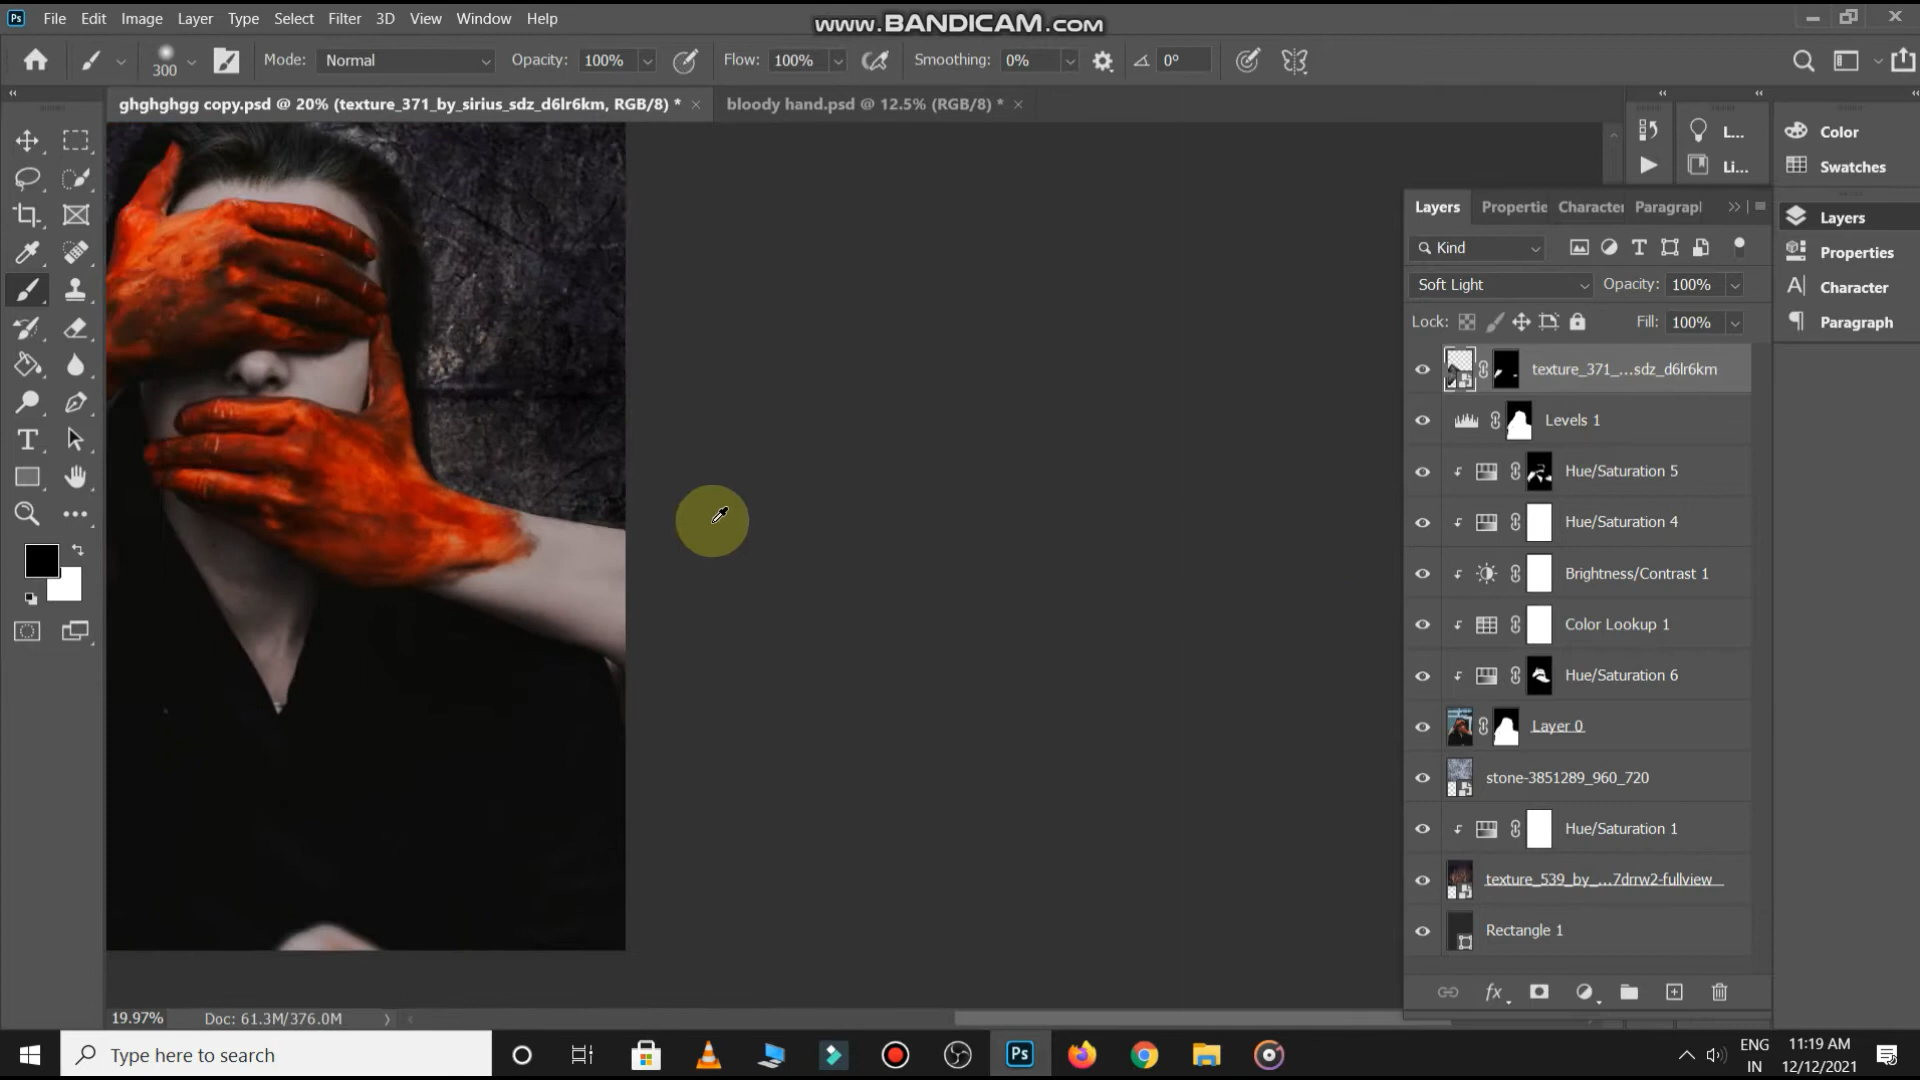 Ps File Edit Image Layer Type Select Filter 3D View Window Help
www.BANDICAM.com
300 Mode: Normal Opacity: 100% Flow: 100% Smoothing: 0% 0°
ghghghgg copy.psd @ 20% (texture_371_by_sirius_sdz_d6lr6km, RGB/8) * ×
bloody hand.psd @ 12.5% (RGB/8) * ×
L...
Li...
Color
Swatches
Layers
Properties
Character
Paragraph
Layers Propertie Character Paragrapl
Kind
Soft Light Opacity: 100%
Lock: Fill: 100%
texture_371_...sdz_d6lr6km
Levels 1
Hue/Saturation 5
Hue/Saturation 4
Brightness/Contrast 1
Color Lookup 1
Hue/Saturation 6
Layer 0
stone-3851289_960_720
Hue/Saturation 1
texture_539_by_...7drrw2-fullview
Rectangle 1
fx
19.97% Doc: 61.3M/376.0M
Type here to search
Ps
ENG
IN
11:19 AM
12/12/2021